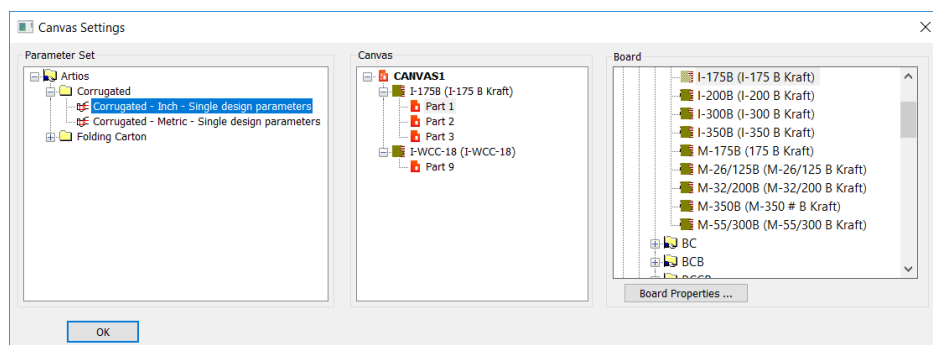 Canvas Settings
Parameter Set
Artios
Corrugated
Corrugated - Inch - Single design parameters
Corrugated - Metric - Single design parameters
Folding Carton
Canvas
CANVAS1
I-175B (I-175 B Kraft)
Part 1
Part 2
Part 3
I-WCC-18 (I-WCC-18)
Part 9
Board
I-175B (I-175 B Kraft)
I-200B (I-200 B Kraft)
I-300B (I-300 B Kraft)
I-350B (I-350 B Kraft)
M-175B (175 B Kraft)
M-26/125B (M-26/125 B Kraft)
M-32/200B (M-32/200 B Kraft)
M-350B (M-350 # B Kraft)
M-55/300B (M-55/300 B Kraft)
BC
BCB
Board Properties ...
OK